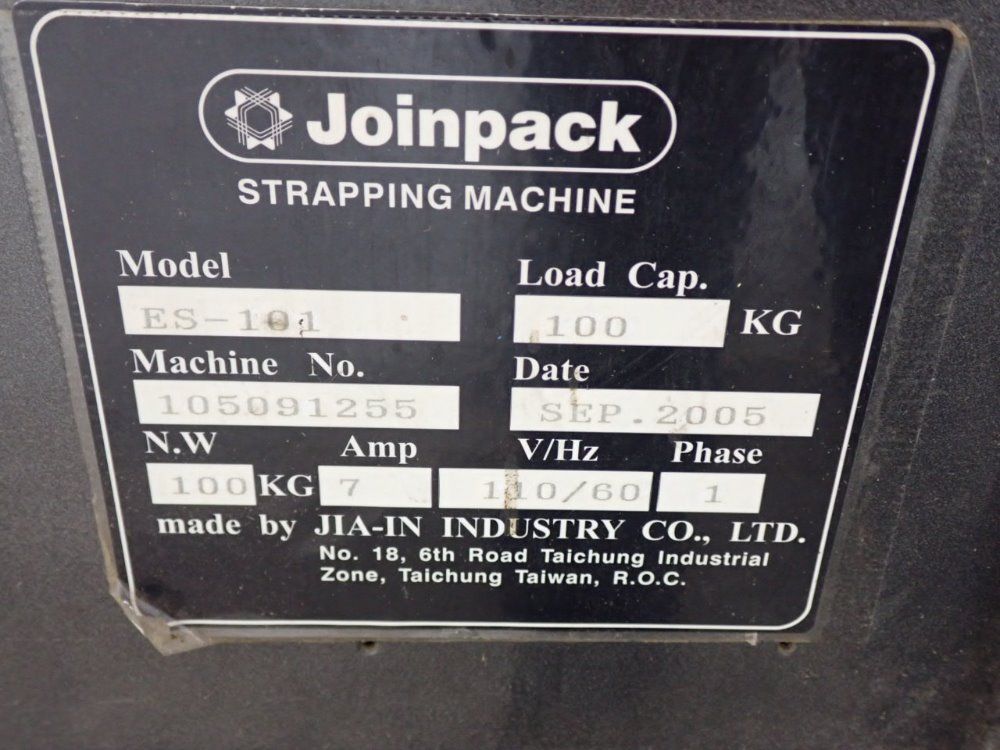 Joinpack
STRAPPING MACHINE
Model Load Cap.
ES-101 100 KG
Machine No. Date
105091255 SEP.2005
N.W Amp V/Hz Phase
100 KG 7 110/60 1
made by JIA-IN INDUSTRY CO., LTD.
No. 18, 6th Road Taichung Industrial
Zone, Taichung Taiwan, R.O.C.